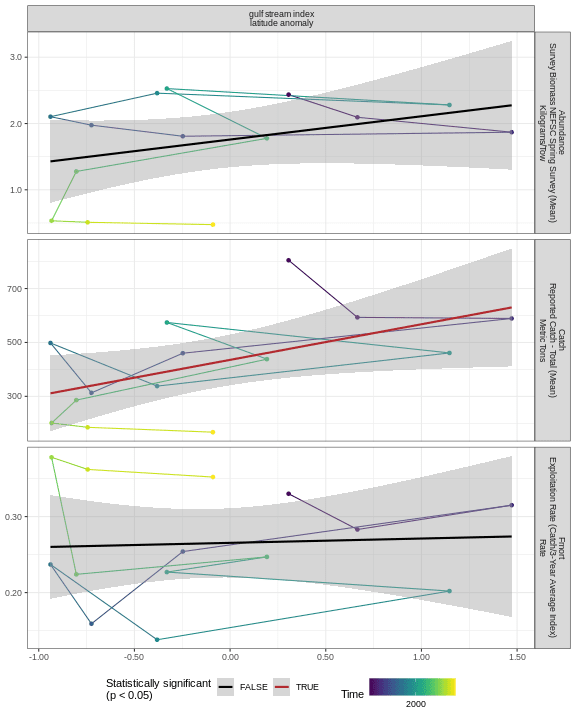 gulf stream index
latitude anomaly
3.0
2.0
1.0
Abundance
Survey Biomass NEFSC Spring Survey (Mean)
Kilograms/Tow
700
500
300
Catch
Reported Catch - Total (Mean)
Metric Tons
0.30
0.20
Fmort
Exploitation Rate (Catch/3-Year Average Index)
Rate
-1.00 -0.50 0.00 0.50 1.00 1.50
Statistically significant
(p < 0.05)
FALSE TRUE
Time
2000